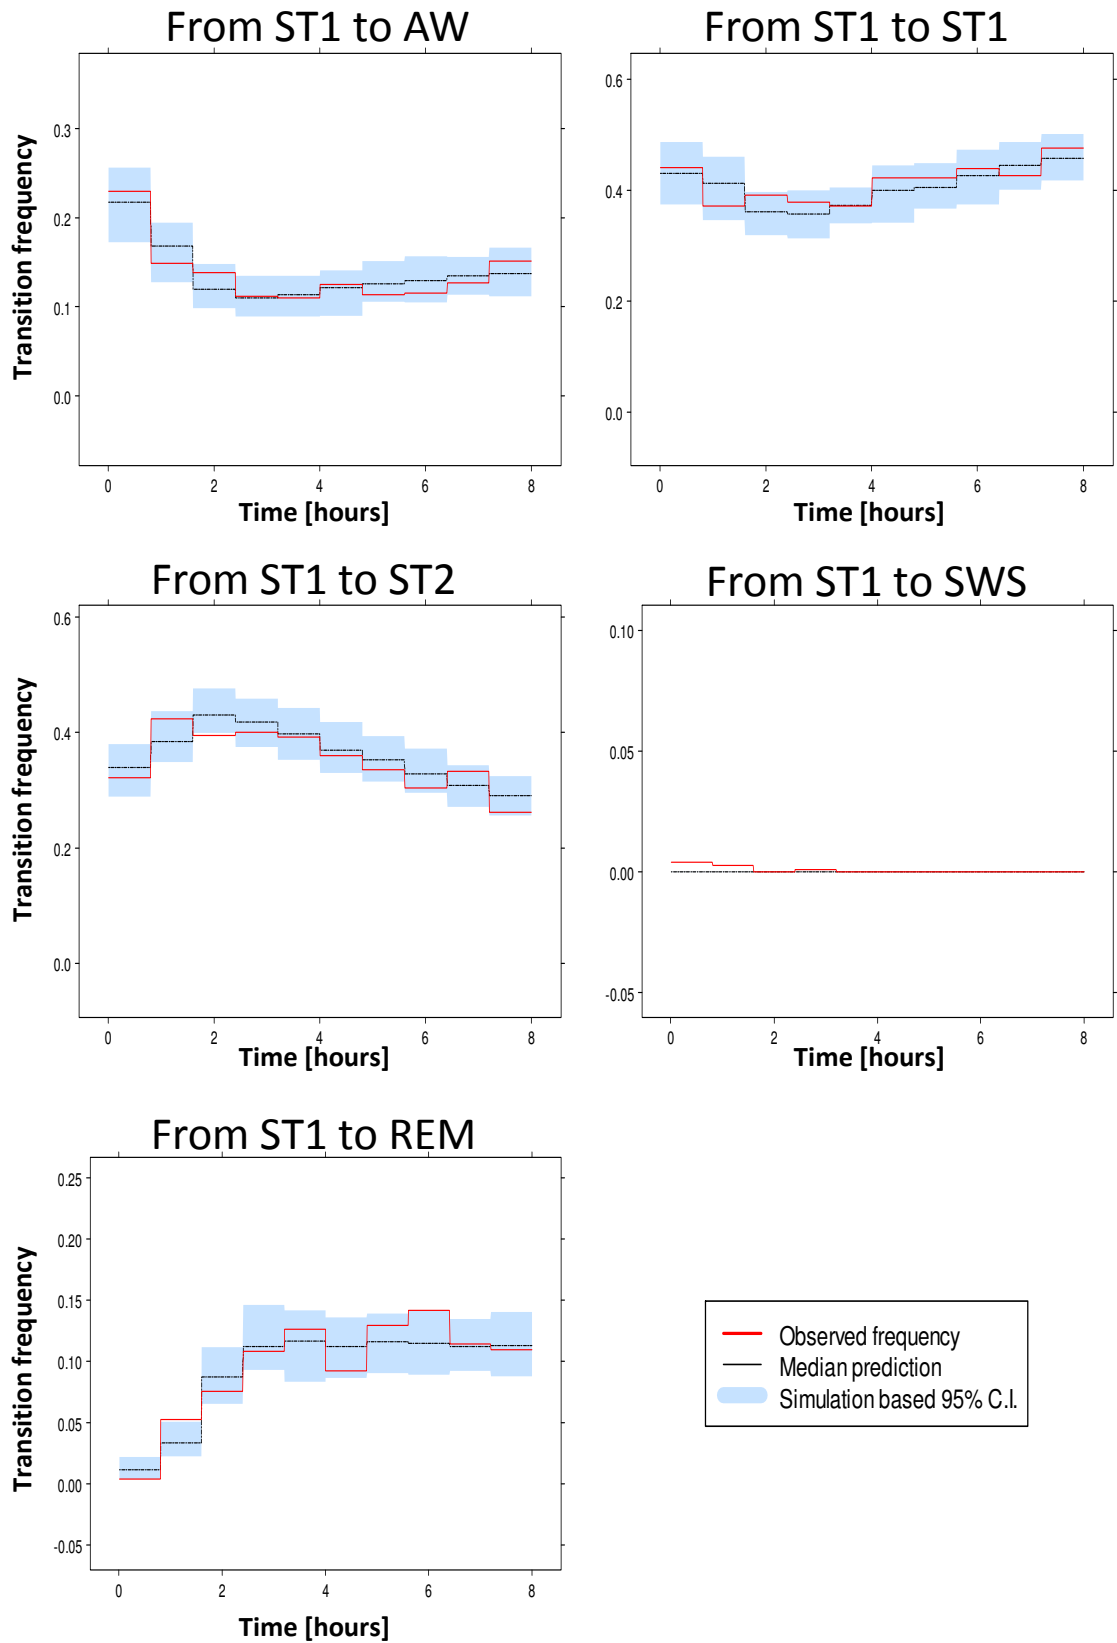 From ST1 to AW
Transition frequency
0.3
0.2
0.1
0.0
0 2 4 6 8
Time [hours]
From ST1 to ST1
0.6
0.4
0.2
0.0
0 2 4 6 8
Time [hours]
From ST1 to ST2
Transition frequency
0.6
0.4
0.2
0.0
0 2 4 6 8
Time [hours]
From ST1 to SWS
0.10
0.05
0.00
-0.05
0 2 4 6 8
Time [hours]
From ST1 to REM
Transition frequency
0.25
0.20
0.15
0.10
0.05
0.00
-0.05
0 2 4 6 8
Time [hours]
Observed frequency
Median prediction
Simulation based 95% C.I.